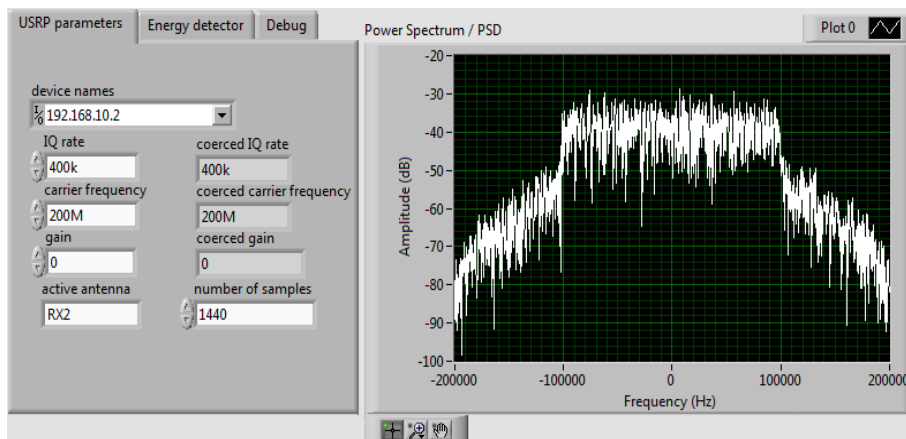 USRP parameters
Energy detector
Debug
device names
I/0 192.168.10.2
IQ rate
coerced IQ rate
400k
400k
carrier frequency
coerced carrier frequency
200M
200M
gain
coerced gain
0
0
active antenna
number of samples
RX2
1440
Power Spectrum / PSD
Plot 0
Amplitude (dB)
-20
-30
-40
-50
-60
-70
-80
-90
-100
-200000
-100000
0
100000
200000
Frequency (Hz)